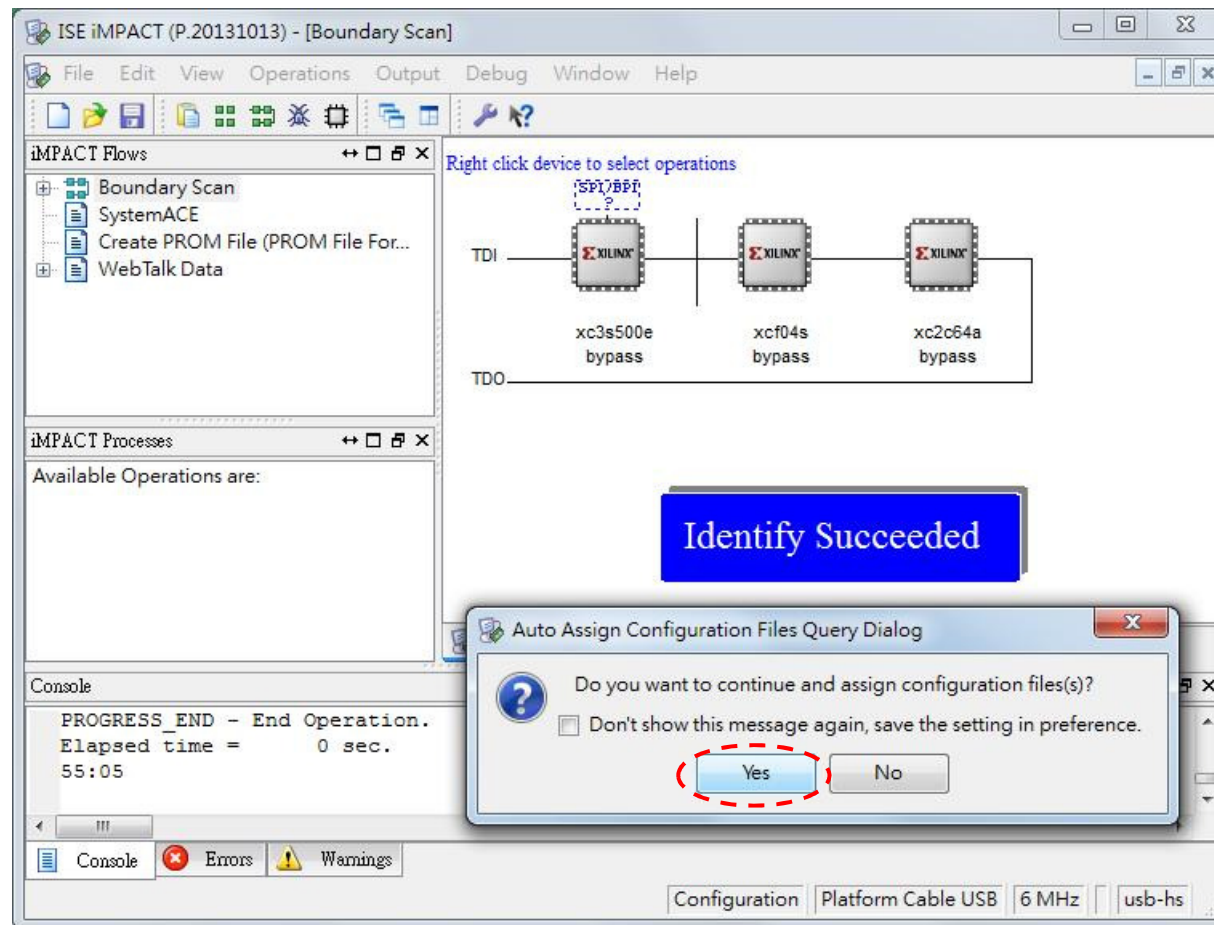 ISE iMPACT (P.20131013) - [Boundary Scan]
File Edit View Operations Output Debug Window Help
iMPACT Flows
Boundary Scan
SystemACE
Create PROM File (PROM File For...
WebTalk Data
Right click device to select operations
SPI/BPI
?
TDI
XILINX XILINX XILINX
xc3s500e xcf04s xc2c64a
bypass bypass bypass
TDO
iMPACT Processes
Available Operations are:
Identify Succeeded
Auto Assign Configuration Files Query Dialog
Do you want to continue and assign configuration files(s)?
Don't show this message again, save the setting in preference.
Yes No
Console
PROGRESS_END - End Operation.
Elapsed time = 0 sec.
55:05
Console Errors Warnings
Configuration Platform Cable USB 6 MHz usb-hs